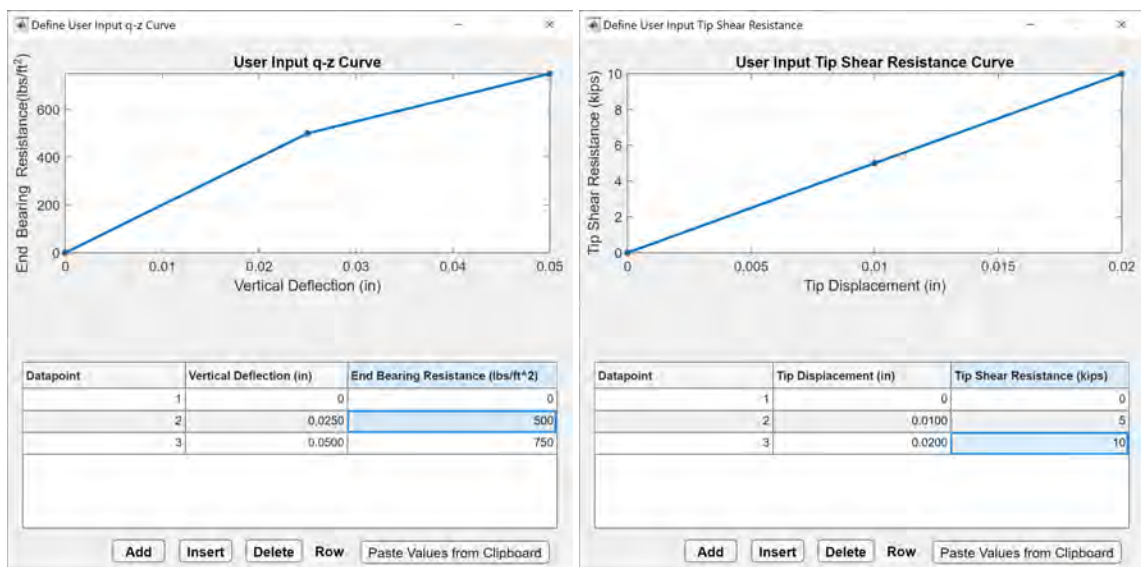 Define User Input q-z Curve
User Input q-z Curve
End Bearing Resistance(lbs/ft²)
600
400
200
0
0 0.01 0.02 0.03 0.04 0.05
Vertical Deflection (in)
Datapoint Vertical Deflection (in) End Bearing Resistance (lbs/ft^2)
1 0 0
2 0.0250 500
3 0.0500 750
Add Insert Delete Row Paste Values from Clipboard
Define User Input Tip Shear Resistance
User Input Tip Shear Resistance Curve
Tip Shear Resistance (kips)
10
8
6
4
2
0
0 0.005 0.01 0.015 0.02
Tip Displacement (in)
Datapoint Tip Displacement (in) Tip Shear Resistance (kips)
1 0 0
2 0.0100 5
3 0.0200 10
Add Insert Delete Row Paste Values from Clipboard